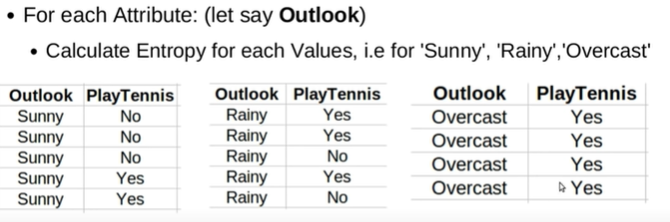 • For each Attribute: (let say Outlook)
• Calculate Entropy for each Values, i.e for 'Sunny', 'Rainy','Overcast'
Outlook PlayTennis
Sunny No
Sunny No
Sunny No
Sunny Yes
Sunny Yes
Outlook PlayTennis
Rainy Yes
Rainy Yes
Rainy No
Rainy Yes
Rainy No
Outlook PlayTennis
Overcast Yes
Overcast Yes
Overcast Yes
Overcast Yes